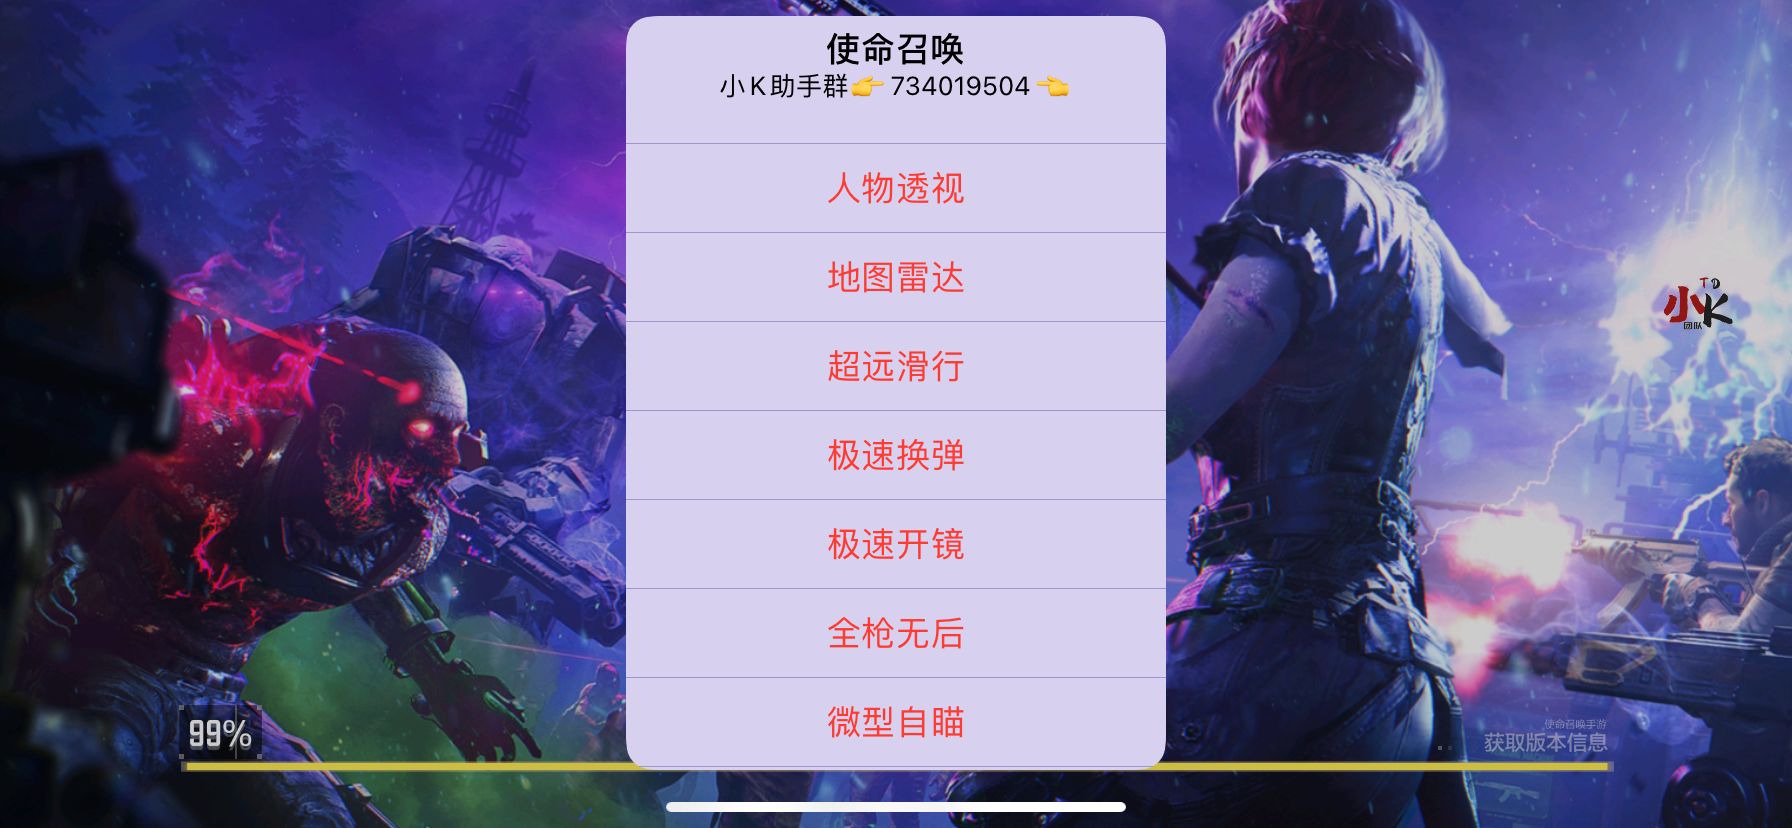 使命召唤
小K助手群👉734019504👈
人物透视
地图雷达
超远滑行
极速换弹
极速开镜
全枪无后
微型自瞄
TD
小K
团队
99%
使命召唤手游
获取版本信息